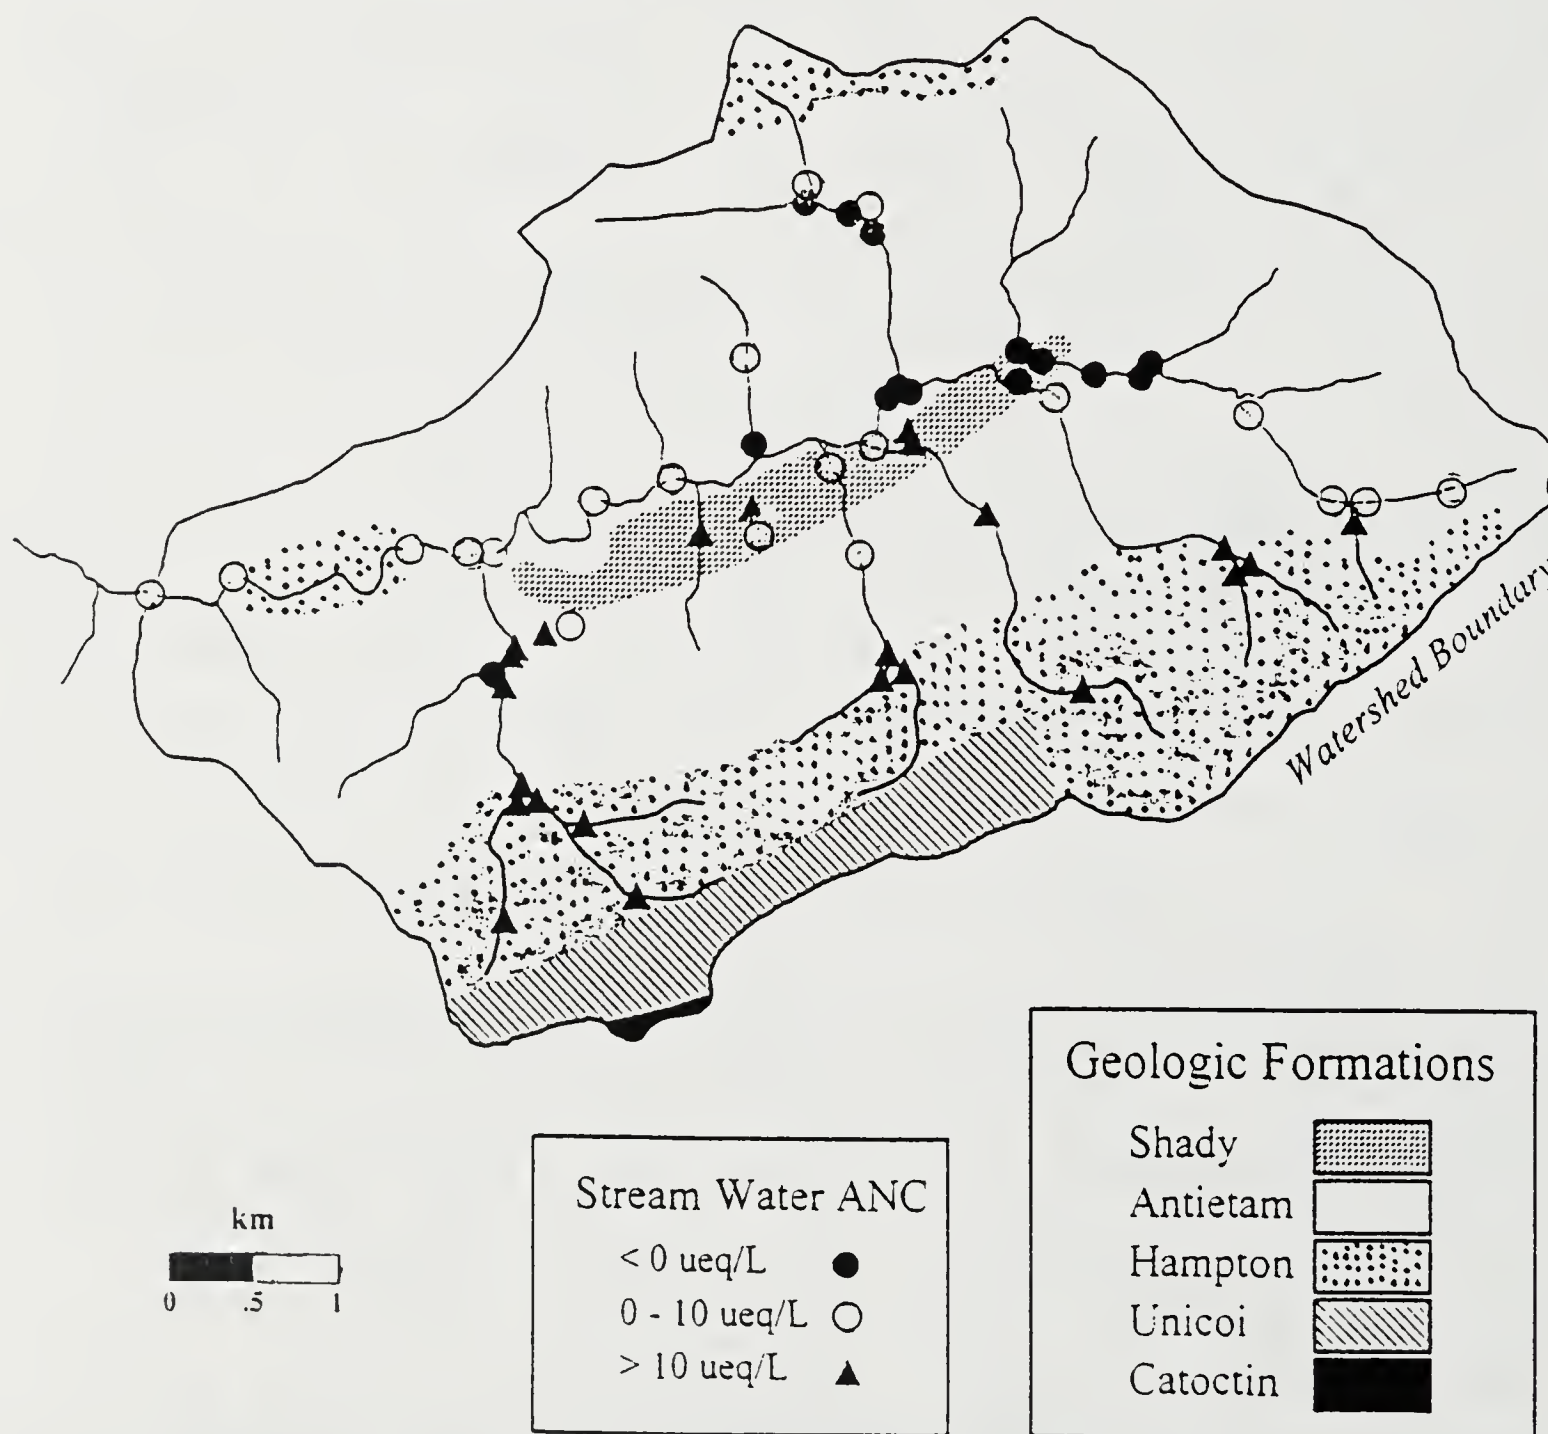 Watershed Boundary
Geologic Formations
Shady
Antietam
Hampton
Unicoi
Catoctin
Stream Water ANC
< 0 ueq/L
0 - 10 ueq/L
> 10 ueq/L
km
0 .5 1